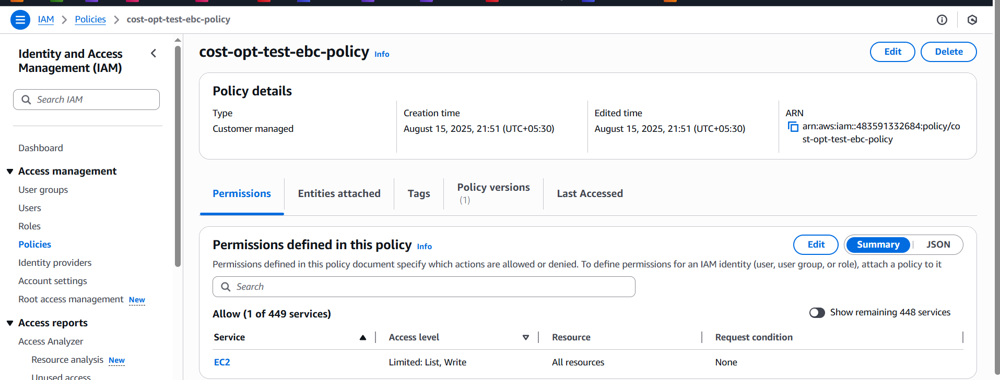 IAM > Policies > cost-opt-test-ebc-policy
Identity and Access
Management (IAM)
Search IAM
Dashboard
Access management
User groups
Users
Roles
Policies
Identity providers
Account settings
Root access management New
Access reports
Access Analyzer
Resource analysis New
Unused access
cost-opt-test-ebc-policy Info
Edit
Delete
Policy details
Type
Customer managed
Creation time
August 15, 2025, 21:51 (UTC+05:30)
Edited time
August 15, 2025, 21:51 (UTC+05:30)
ARN
arn:aws:iam::483591332684:policy/co
st-opt-test-ebc-policy
Permissions
Entities attached
Tags
Policy versions
(1)
Last Accessed
Permissions defined in this policy Info
Edit
Summary
JSON
Permissions defined in this policy document specify which actions are allowed or denied. To define permissions for an IAM identity (user, user group, or role), attach a policy to it
Search
Allow (1 of 449 services)
Show remaining 448 services
Service
Access level
Resource
Request condition
EC2
Limited: List, Write
All resources
None